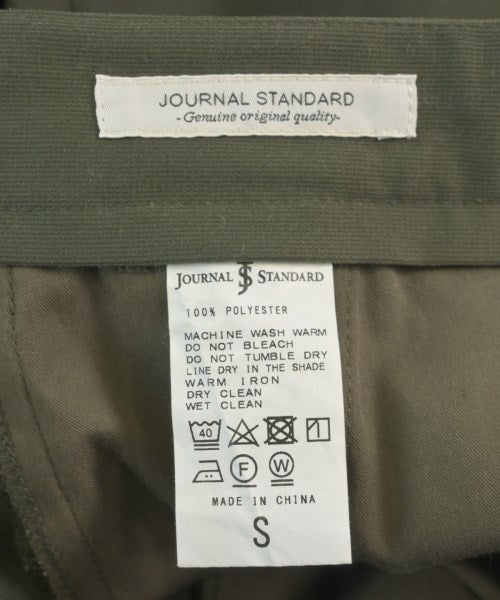 JOURNAL STANDARD
- Genuine original quality-
JOURNAL JS STANDARD
100% POLYESTER
MACHINE WASH WARM
DO NOT BLEACH
DO NOT TUMBLE DRY
LINE DRY IN THE SHADE
WARM IRON
DRY CLEAN
WET CLEAN
40
F W
MADE IN CHINA
S